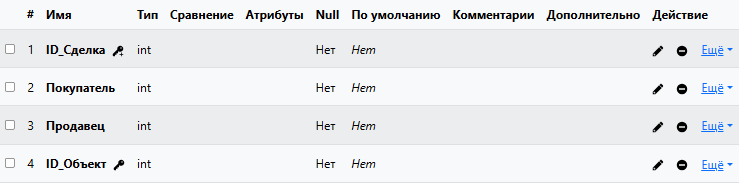 # Имя Тип Сравнение Атрибуты Null По умолчанию Комментарии Дополнительно Действие
1 ID_Сделка int Нет Нет Ещё
2 Покупатель int Нет Нет Ещё
3 Продавец int Нет Нет Ещё
4 ID_Объект int Нет Нет Ещё